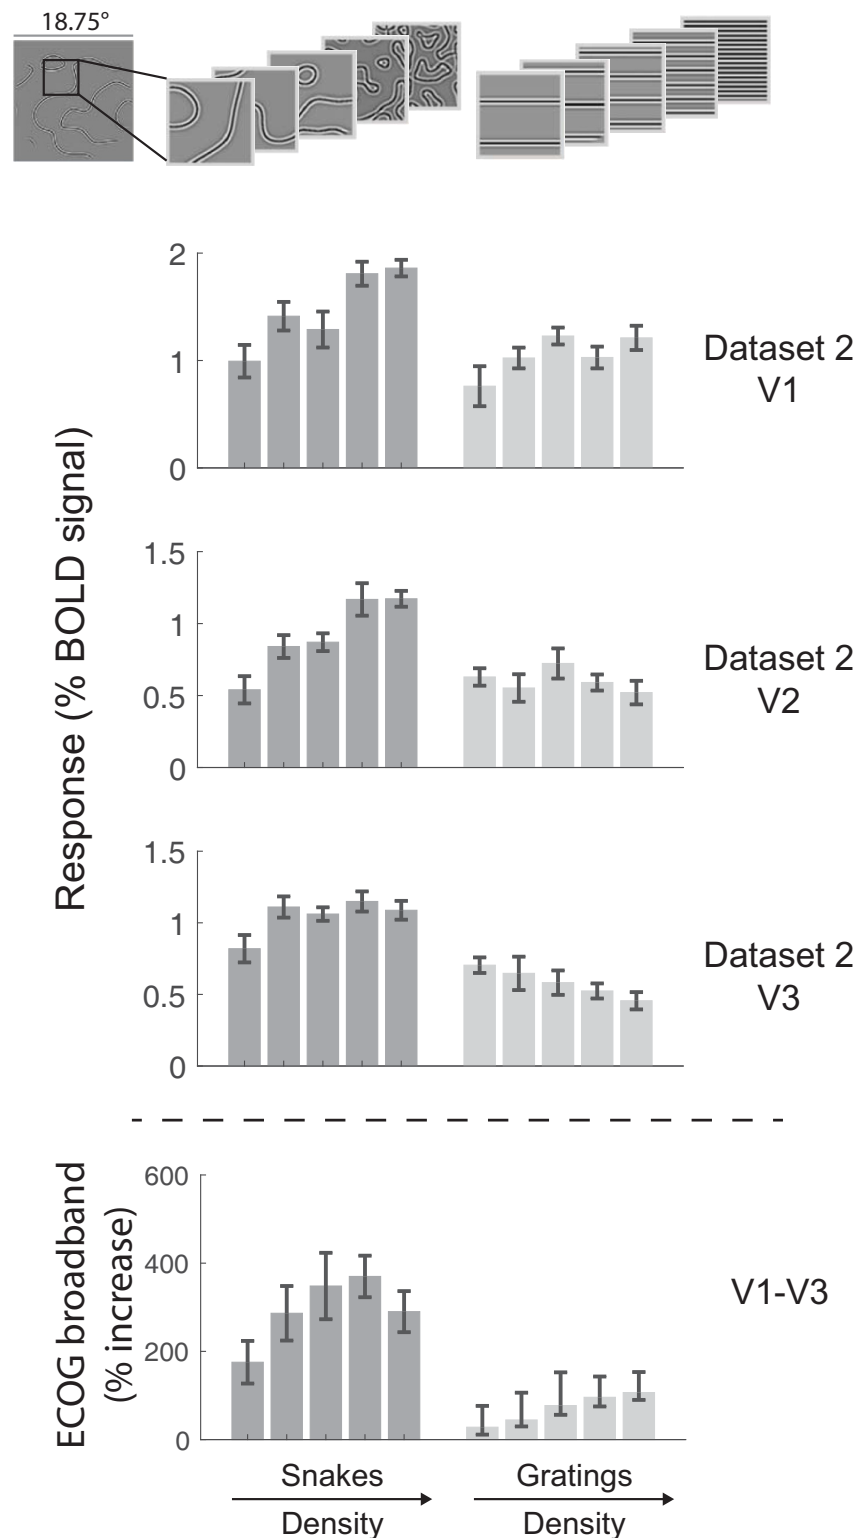 18.75°
2
1
0
Dataset 2
V1
Response (% BOLD signal)
1.5
1
0.5
0
Dataset 2
V2
1.5
1
0.5
0
Dataset 2
V3
ECOG broadband
(% increase)
600
400
200
0
V1-V3
Snakes
Density
Gratings
Density